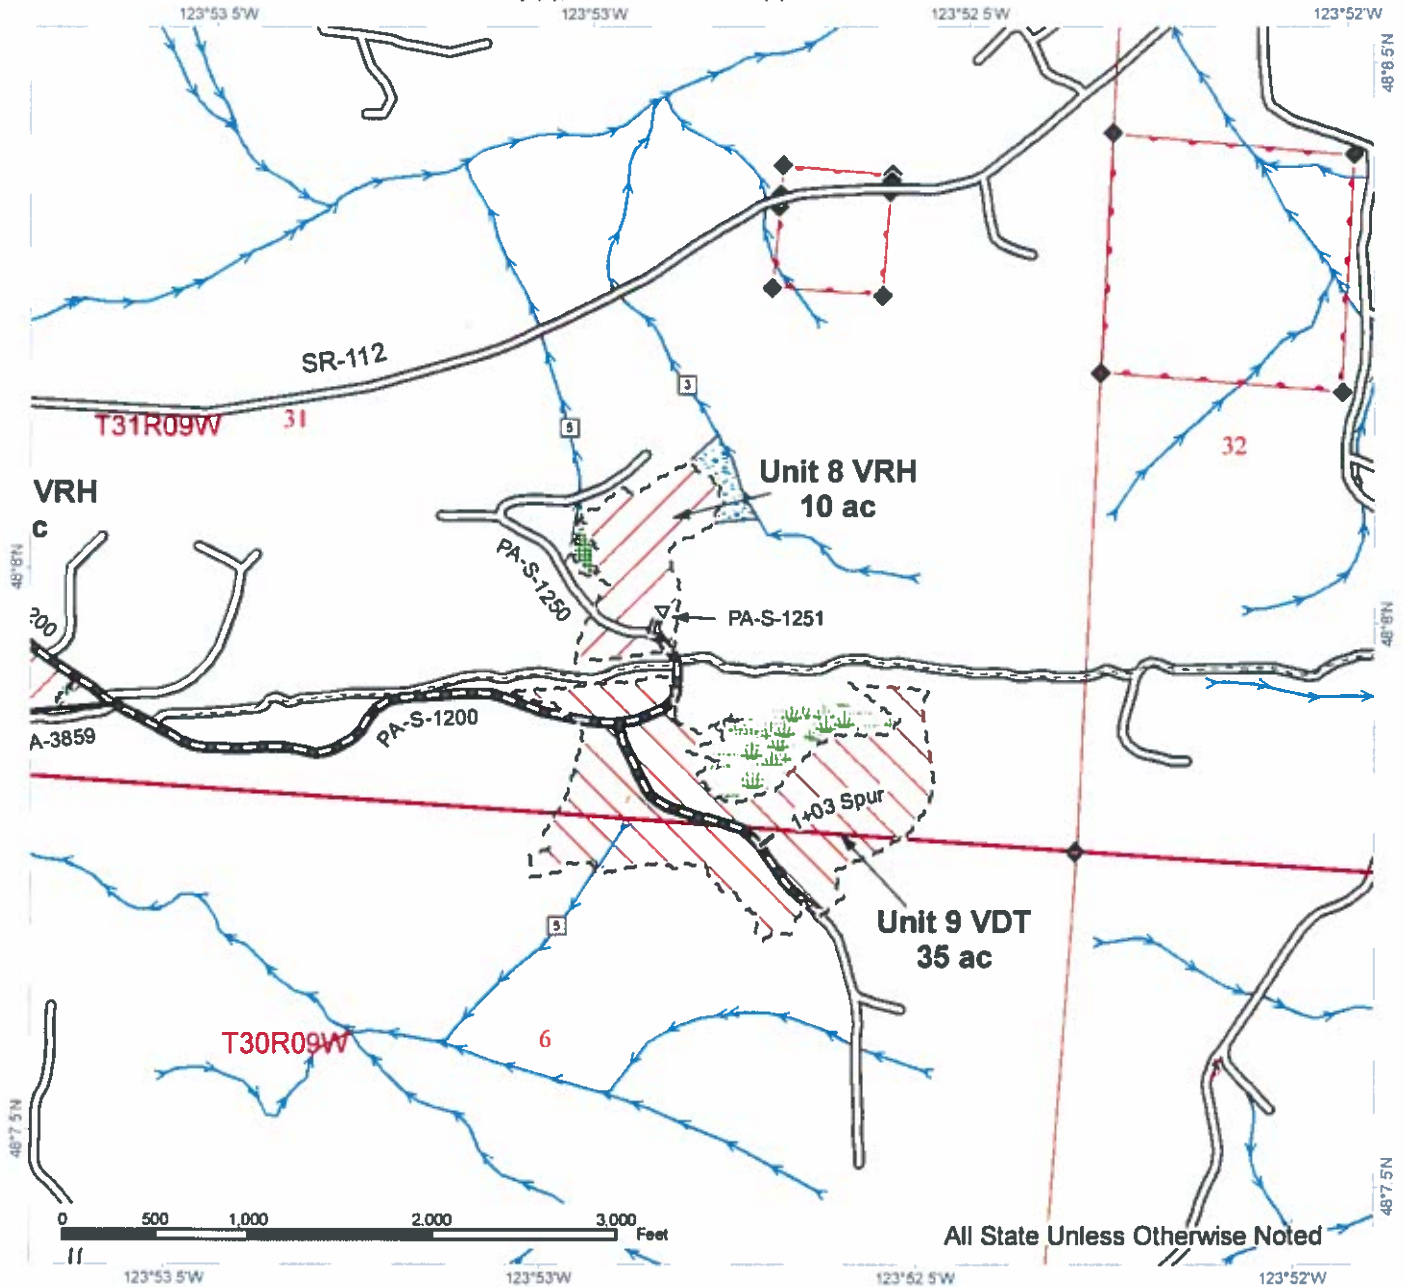 123°53 5'W
123°53'W
123°52 5'W
123°52'W
48°8 5'N
SR-112
T31R09W
31
3
5
32
Unit 8 VRH
10 ac
VRH
c
48°8'N
PA-S-1250
PA-S-1251
48°8'N
PA-S-1200
A-3859
1+03 Spur
Unit 9 VDT
35 ac
5
T30R09W
6
48°7 5'N
48°7 5'N
0 500 1,000 2,000 3,000
Feet
All State Unless Otherwise Noted
123°53 5'W
123°53'W
123°52 5'W
123°52'W